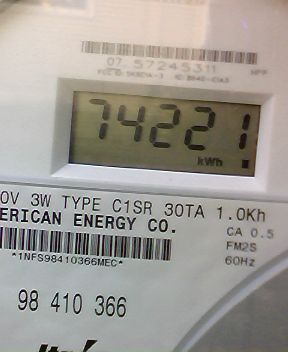 07 57245311
74221
kWh
0V 3W TYPE C1SR 30TA 1.0Kh
ERICAN ENERGY CO.
CA 0.5
FM2S
*1NFS98410366MEC*
60Hz
98 410 366